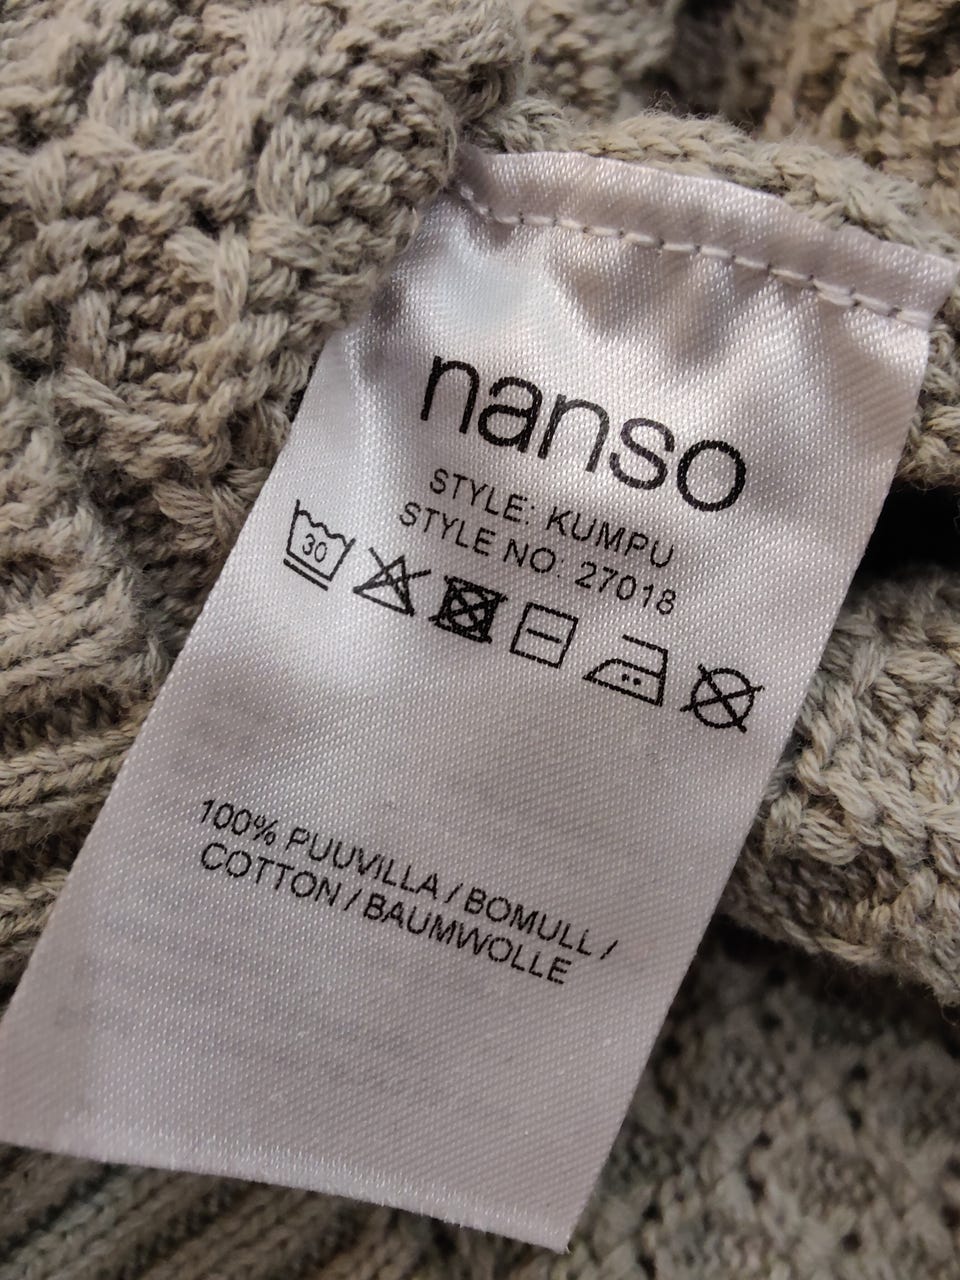 nanso
STYLE: KUMPU
STYLE NO: 27018
30
100% PUUVILLA / BOMULL /
COTTON / BAUMWOLLE